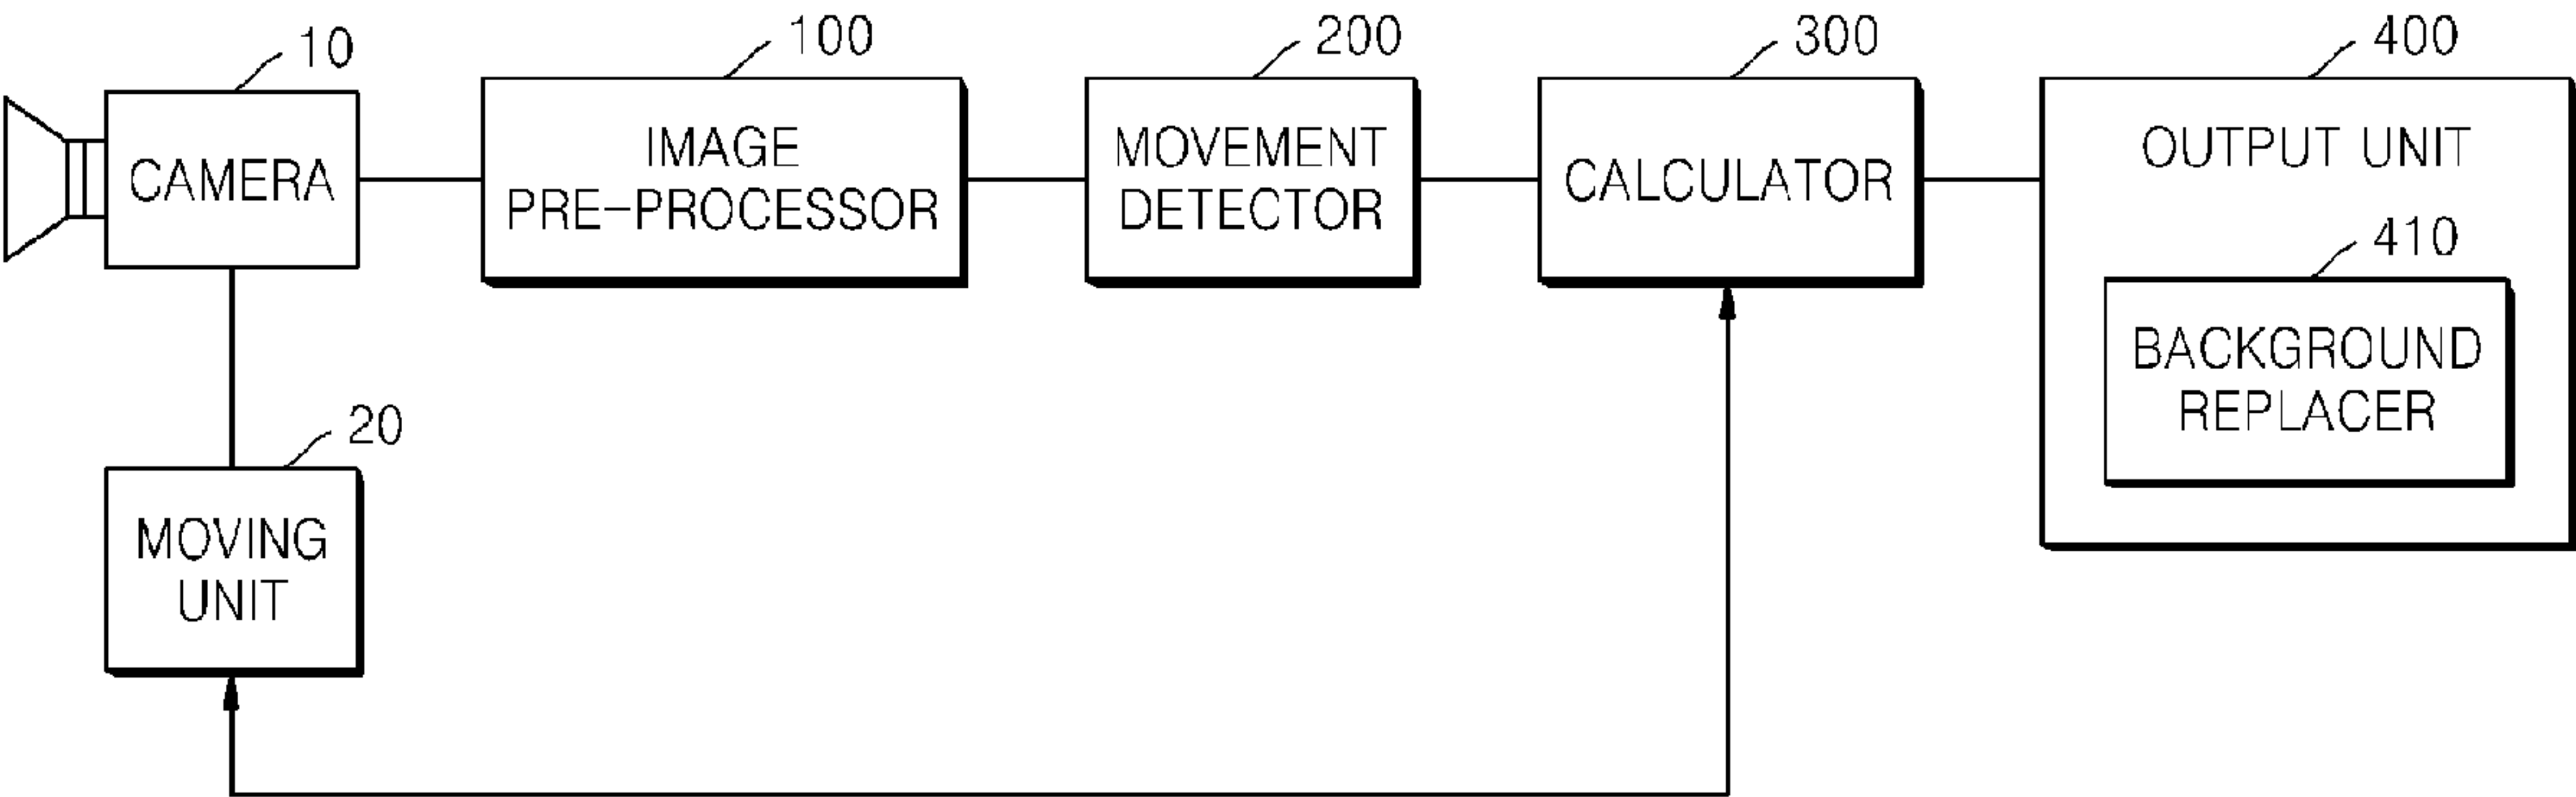 10
100
200
300
400
CAMERA
IMAGE
PRE-PROCESSOR
MOVEMENT
DETECTOR
CALCULATOR
OUTPUT UNIT
410
BACKGROUND
REPLACER
20
MOVING
UNIT